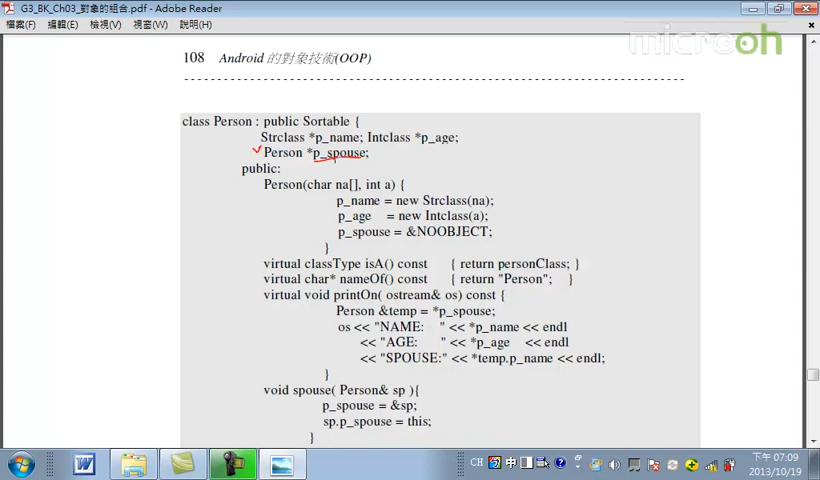 G3_BK_Ch03_對象的組合.pdf - Adobe Reader
檔案(F) 編輯(E) 檢視(V) 視窗(W) 說明(H)
microoh
108 Android 的對象技術(OOP)
class Person : public Sortable {
Strclass *p_name; Intclass *p_age;
Person *p_spouse;
public:
Person(char na[], int a) {
p_name = new Strclass(na);
p_age = new Intclass(a);
p_spouse = &NOOBJECT;
}
virtual classType isA() const { return personClass; }
virtual char* nameOf() const { return "Person"; }
virtual void printOn( ostream& os) const {
Person &temp = *p_spouse;
os << "NAME: " << *p_name << endl
<< "AGE: " << *p_age << endl
<< "SPOUSE:" << *temp.p_name << endl;
}
void spouse( Person& sp ){
p_spouse = &sp;
sp.p_spouse = this;
}
CH 中 下午 07:09
2013/10/19